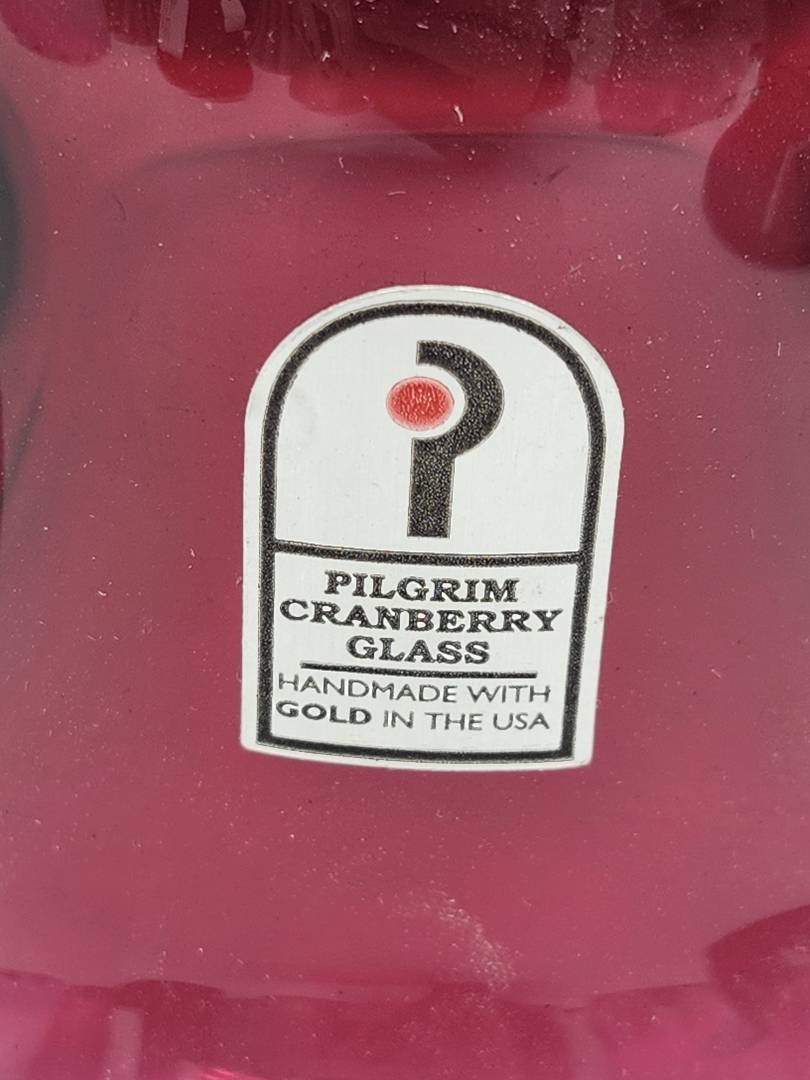 PILGRIM
CRANBERRY
GLASS
HANDMADE WITH
GOLD IN THE USA